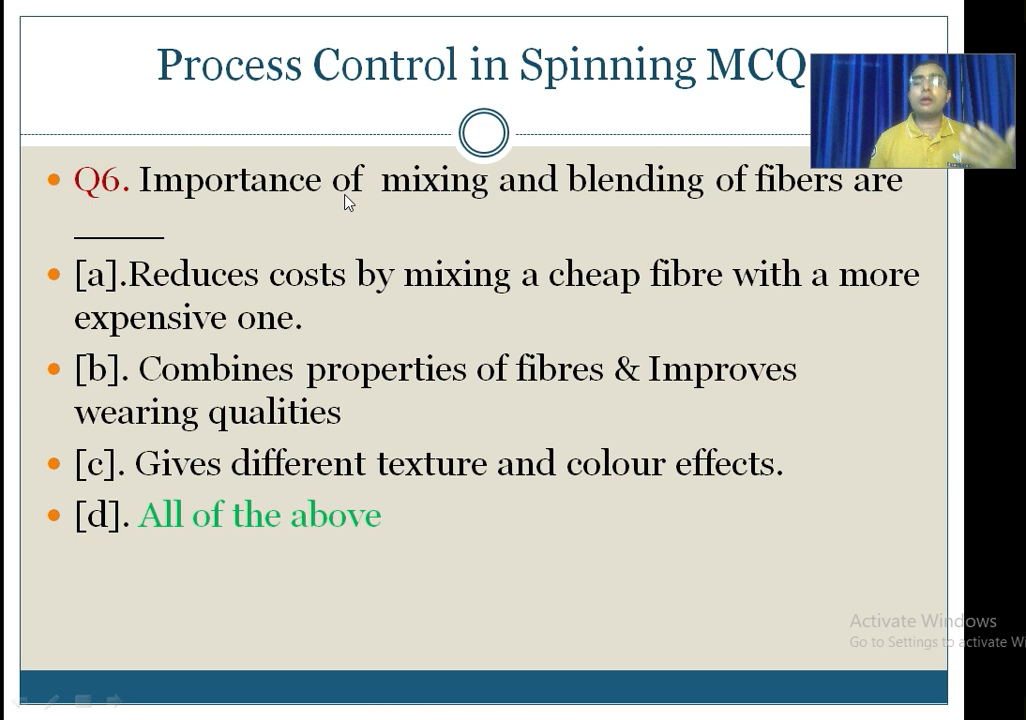 Process Control in Spinning MCQ
Q6. Importance of mixing and blending of fibers are
_____
[a].Reduces costs by mixing a cheap fibre with a more
expensive one.
[b]. Combines properties of fibres & Improves
wearing qualities
[c]. Gives different texture and colour effects.
[d]. All of the above
Activate Windows
Go to Settings to activate Wi